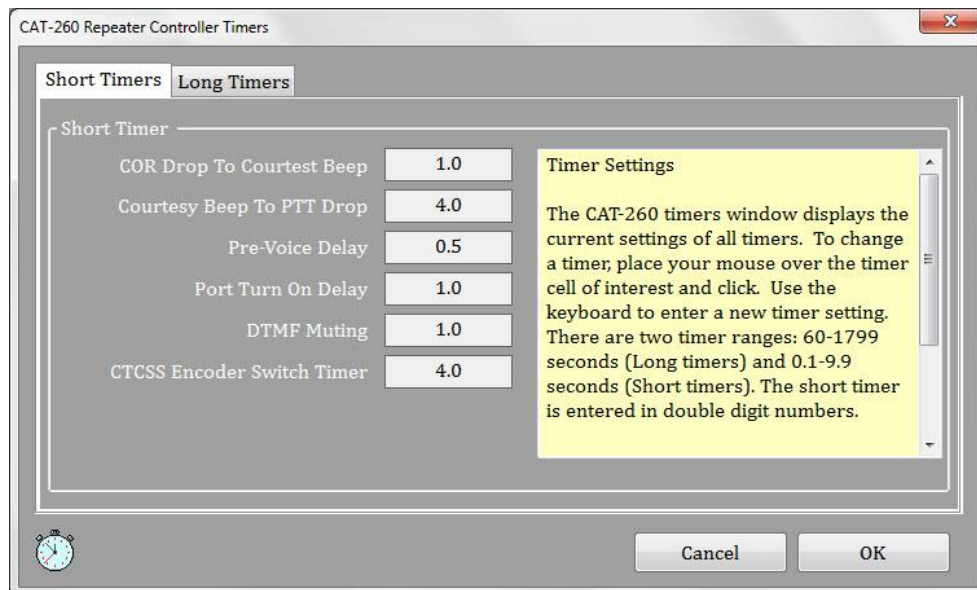 CAT-260 Repeater Controller Timers
Short Timers
Long Timers
Short Timer
COR Drop To Courtest Beep 1.0
Courtesy Beep To PTT Drop 4.0
Pre-Voice Delay 0.5
Port Turn On Delay 1.0
DTMF Muting 1.0
CTCSS Encoder Switch Timer 4.0
Timer Settings
The CAT-260 timers window displays the
current settings of all timers. To change
a timer, place your mouse over the timer
cell of interest and click. Use the
keyboard to enter a new timer setting.
There are two timer ranges: 60-1799
seconds (Long timers) and 0.1-9.9
seconds (Short timers). The short timer
is entered in double digit numbers.
Cancel
OK